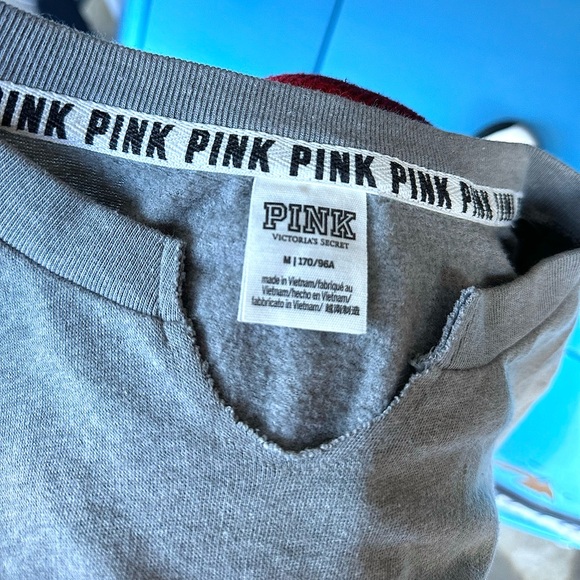 PINK PINK PINK PINK PINK PINK
PINK
VICTORIA'S SECRET
M | 170/96A
made in Vietnam/fabriqué au
Vietnam/hecho en Vietnam/
fabbricato in Vietnam/ 越南制造